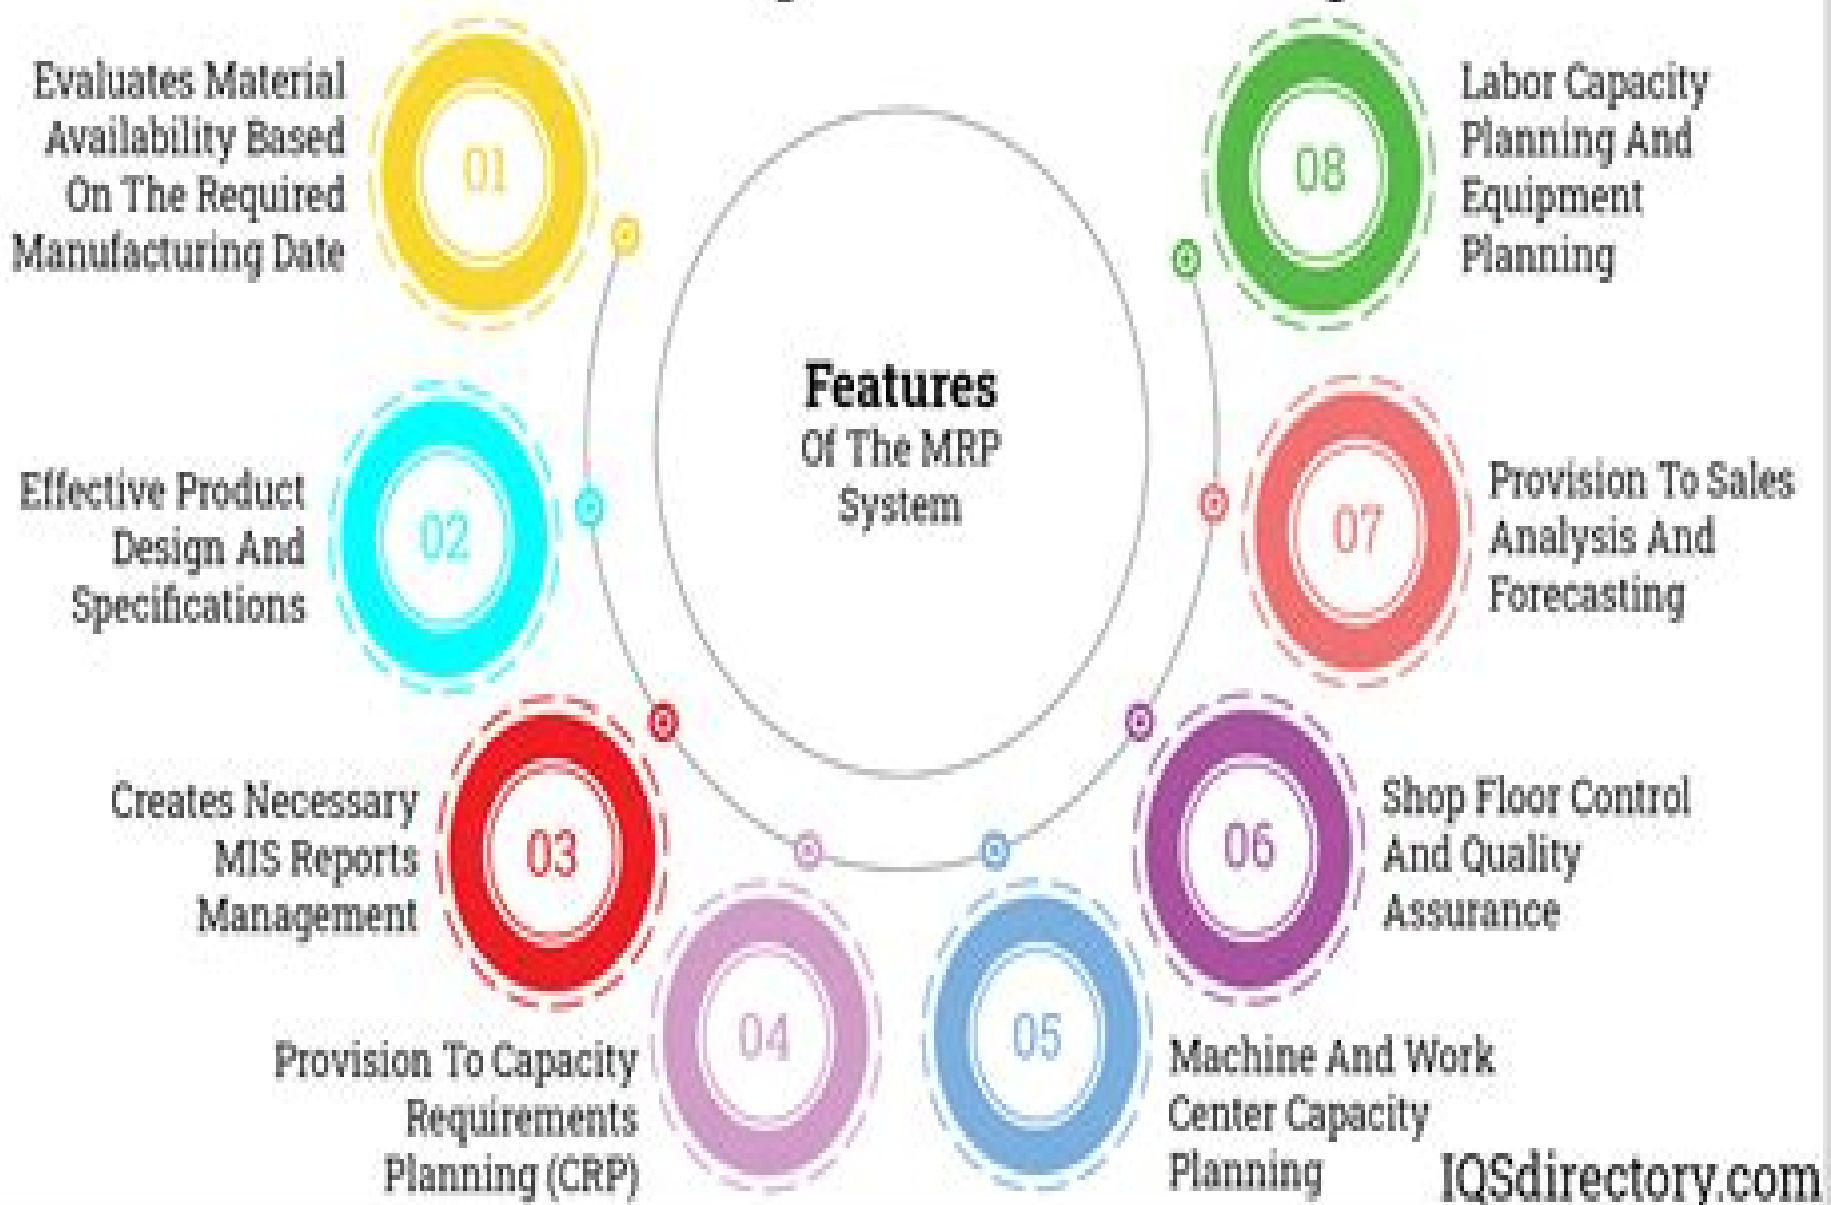 01
Evaluates Material
Availability Based
On The Required
Manufacturing Date
02
Effective Product
Design And
Specifications
03
Creates Necessary
MIS Reports
Management
04
Provision To Capacity
Requirements
Planning (CRP)
05
Machine And Work
Center Capacity
Planning
06
Shop Floor Control
And Quality
Assurance
07
Provision To Sales
Analysis And
Forecasting
08
Labor Capacity
Planning And
Equipment
Planning
Features
Of The MRP
System
IQSdirectory.com